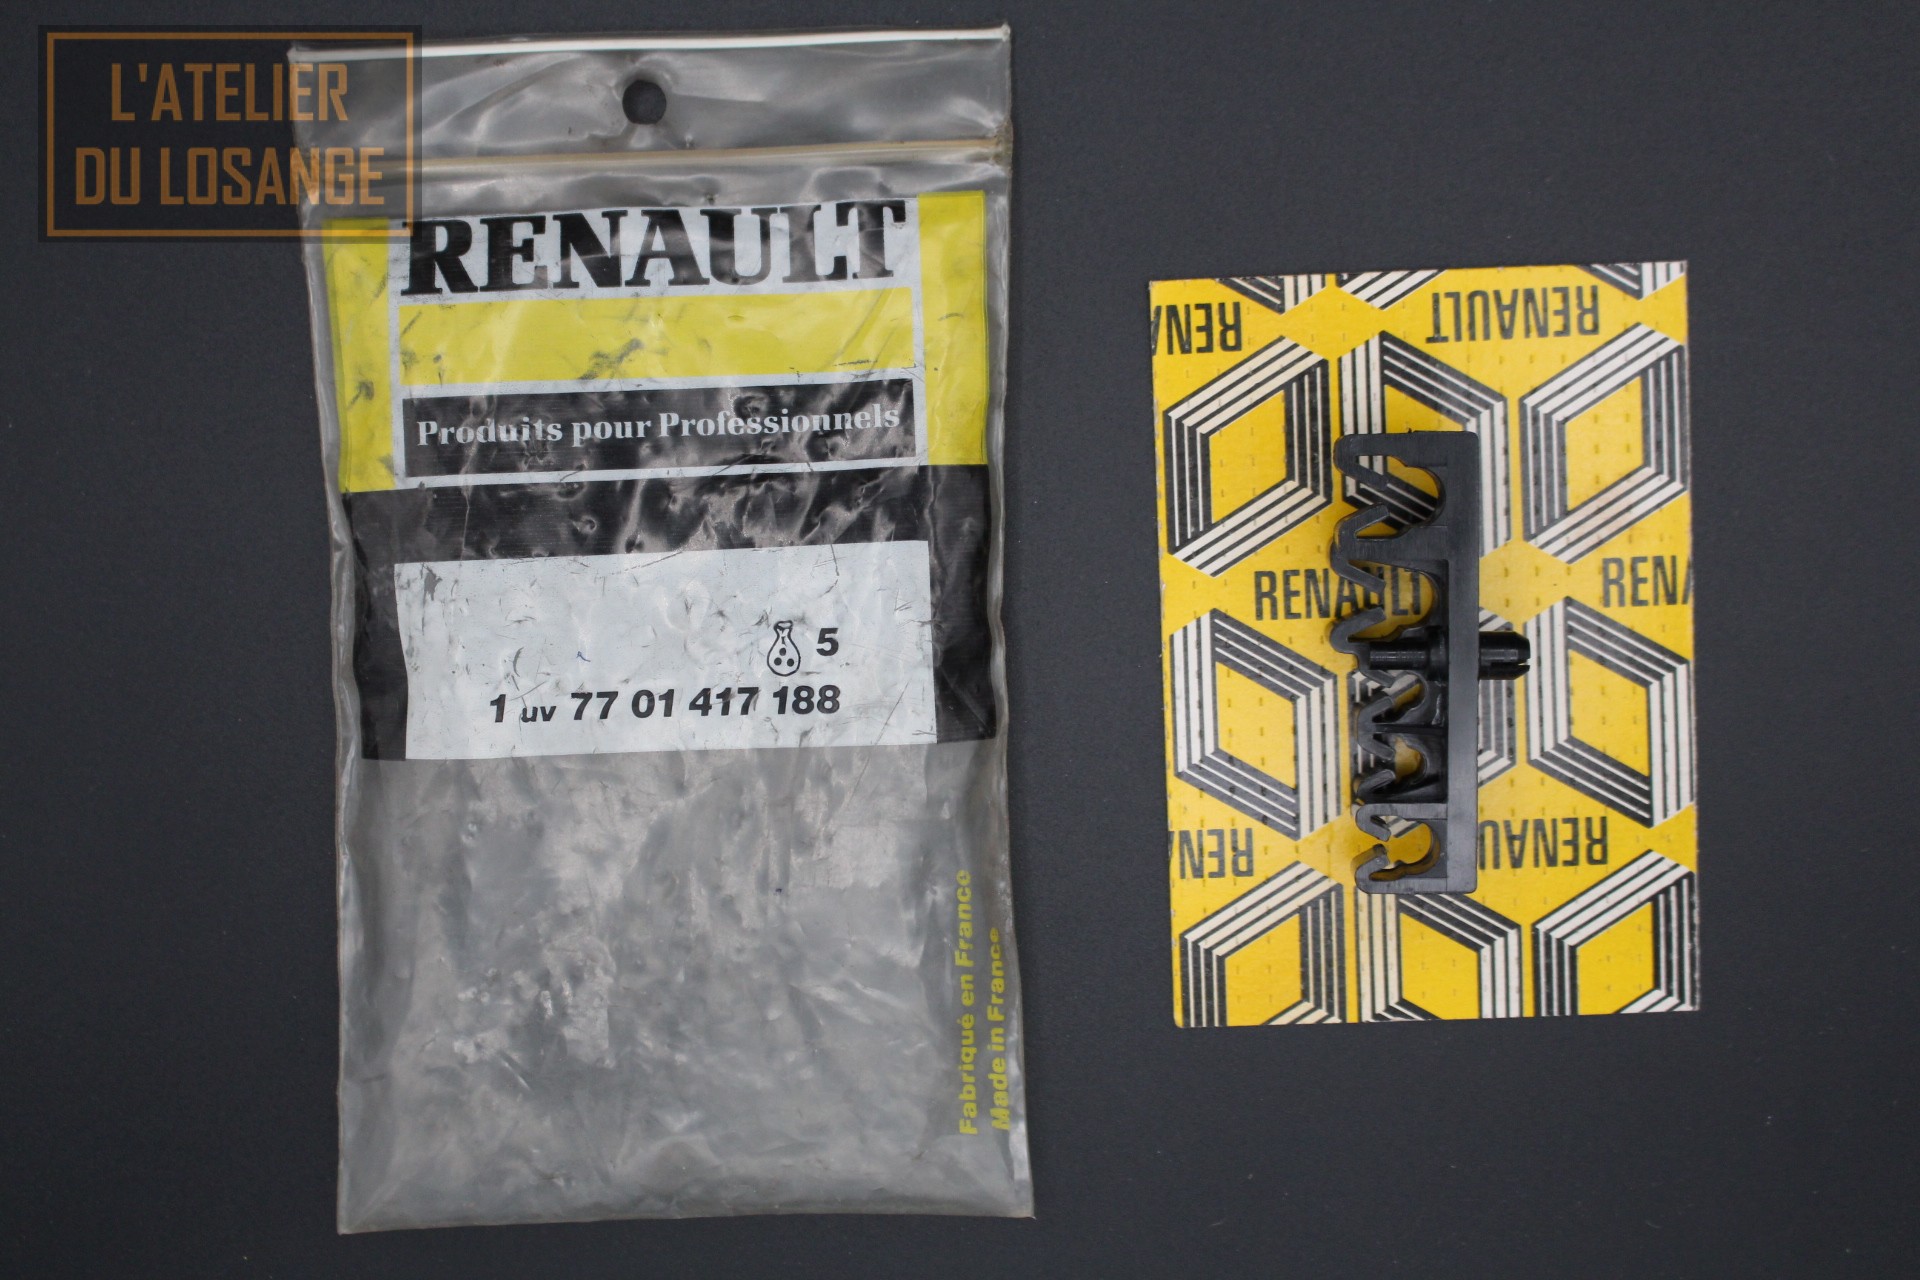 L'ATELIER
DU LOSANGE
RENAULT
Produits pour Professionnels
5
1 uv 77 01 417 188
Fabriqué en France
Made in France
RENA
RENAULT
RENAULT
RENA
REN
RENAU